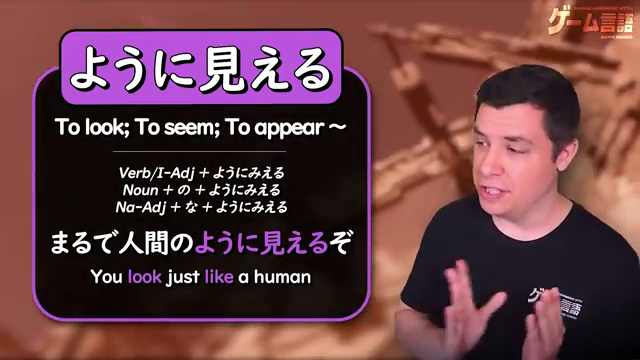 ように見える
To look; To seem; To appear ～
Verb/I-Adj + ようにみえる
Noun + の + ようにみえる
Na-Adj + な + ようにみえる
まるで人間のように見えるぞ
You look just like a human
ゲーム言語